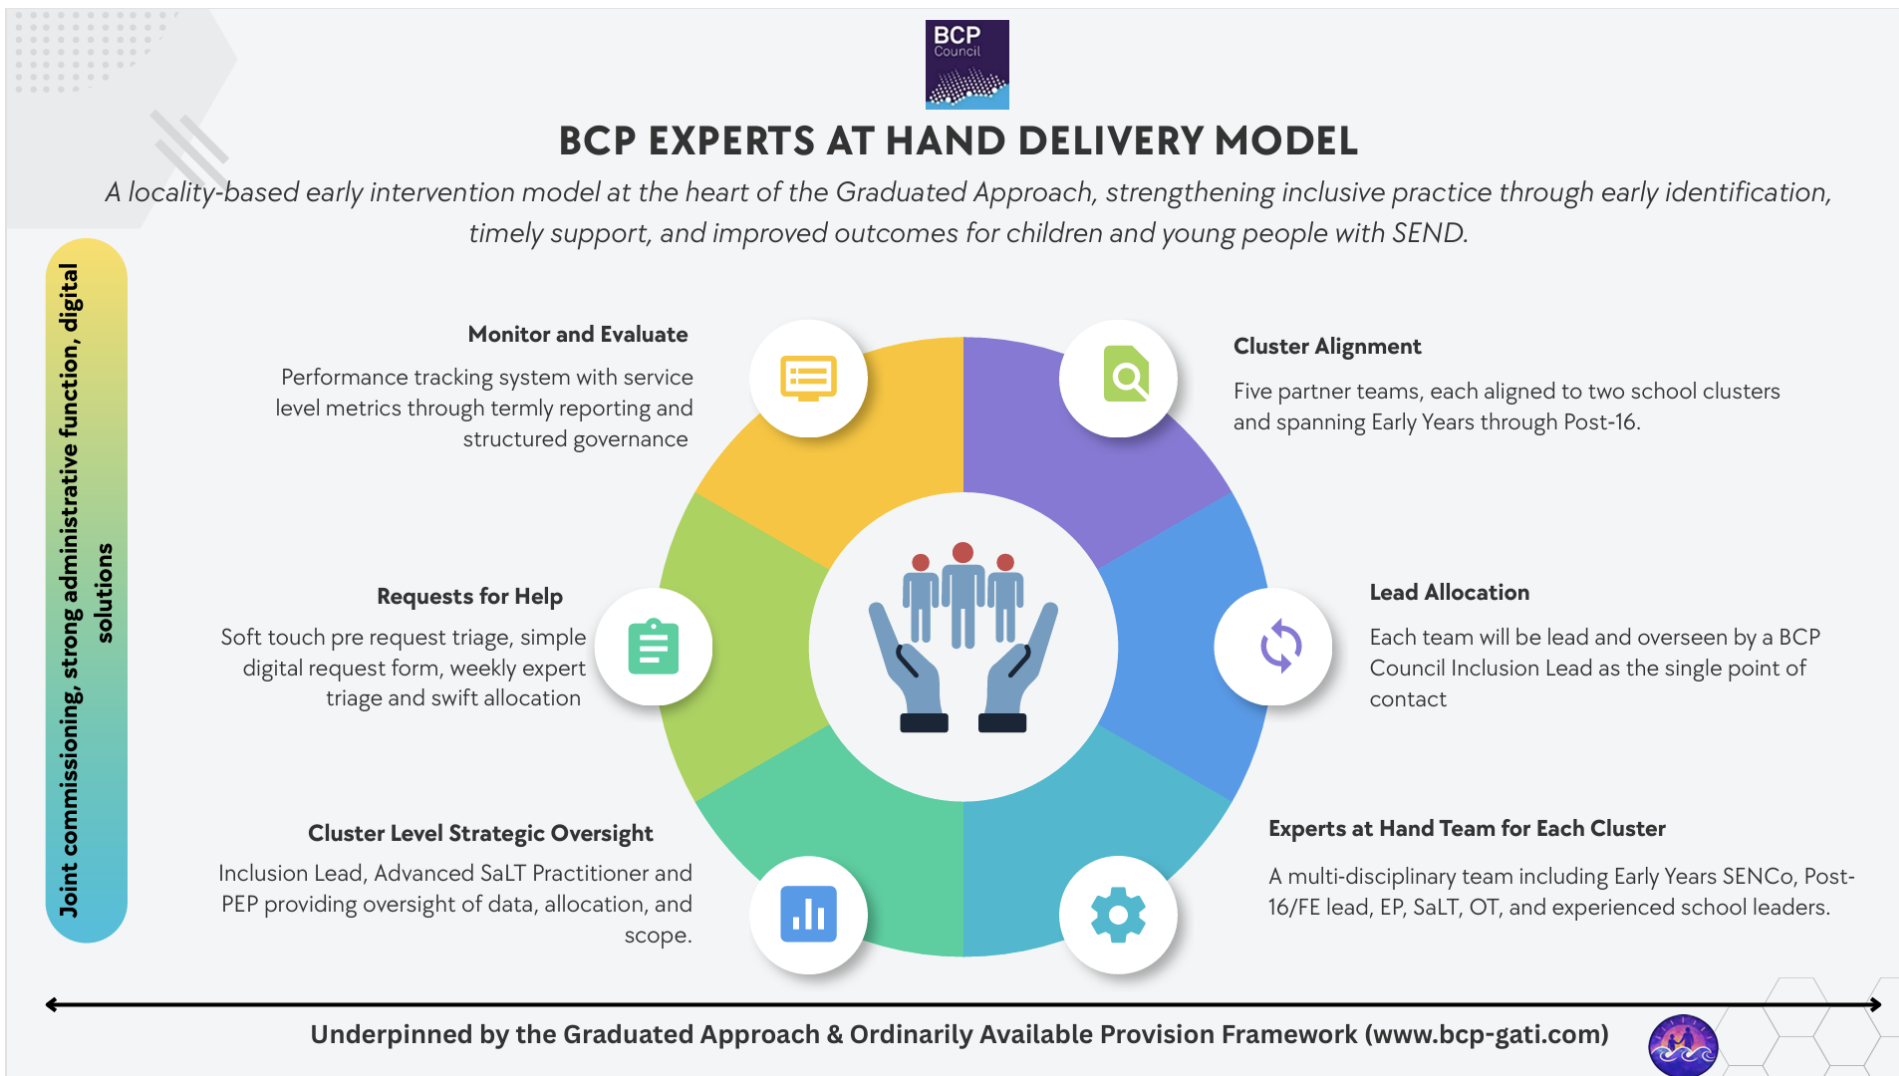 BCP
Council
BCP EXPERTS AT HAND DELIVERY MODEL
A locality-based early intervention model at the heart of the Graduated Approach, strengthening inclusive practice through early identification,
timely support, and improved outcomes for children and young people with SEND.
Joint commissioning, strong administrative function, digital
solutions
Monitor and Evaluate
Performance tracking system with service
level metrics through termly reporting and
structured governance
Cluster Alignment
Five partner teams, each aligned to two school clusters
and spanning Early Years through Post-16.
Requests for Help
Soft touch pre request triage, simple
digital request form, weekly expert
triage and swift allocation
Lead Allocation
Each team will be lead and overseen by a BCP
Council Inclusion Lead as the single point of
contact
Cluster Level Strategic Oversight
Inclusion Lead, Advanced SaLT Practitioner and
PEP providing oversight of data, allocation, and
scope.
Experts at Hand Team for Each Cluster
A multi-disciplinary team including Early Years SENCo, Post-
16/FE lead, EP, SaLT, OT, and experienced school leaders.
Underpinned by the Graduated Approach & Ordinarily Available Provision Framework (www.bcp-gati.com)